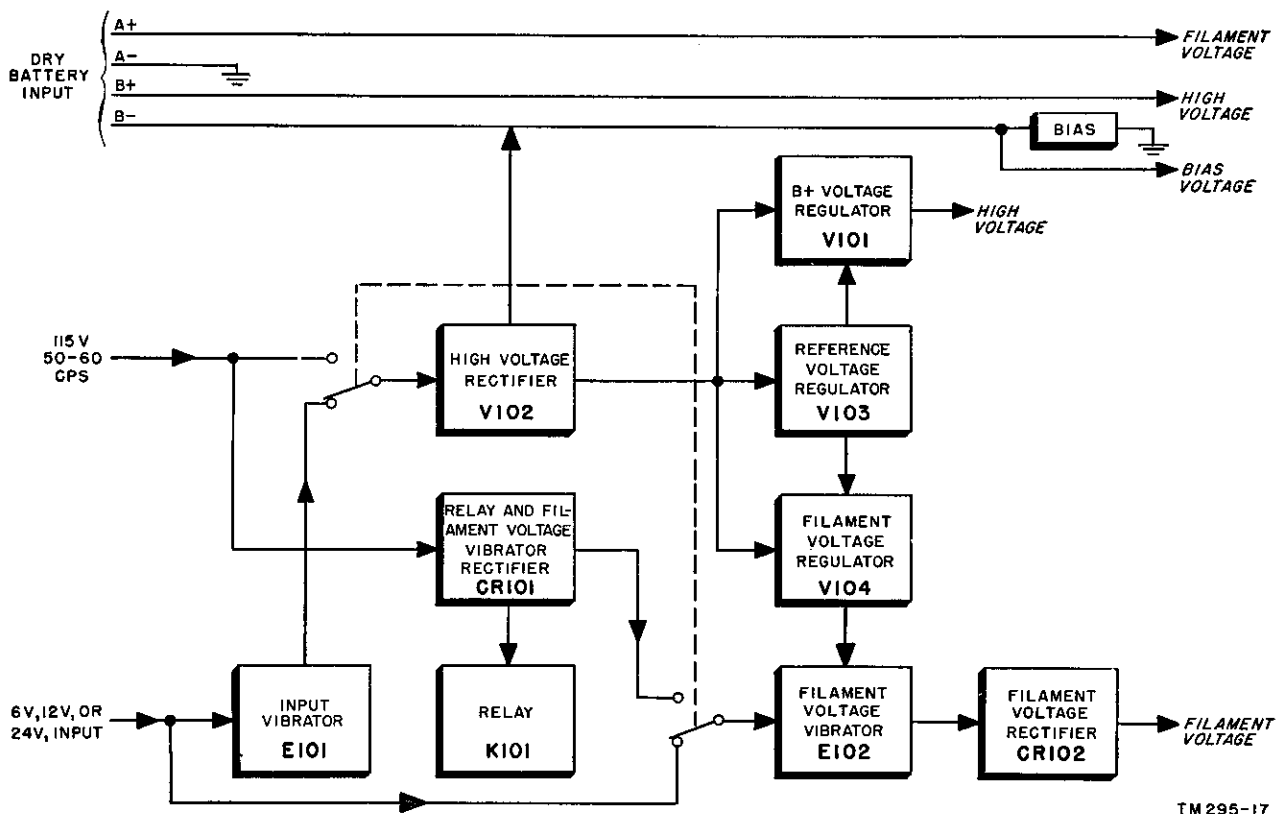 DRY
BATTERY
INPUT
A+
A-
B+
B-
FILAMENT
VOLTAGE
HIGH
VOLTAGE
BIAS
BIAS
VOLTAGE
B+ VOLTAGE
REGULATOR
V101
HIGH
VOLTAGE
115V
50-60
CPS
HIGH VOLTAGE
RECTIFIER
V102
REFERENCE
VOLTAGE
REGULATOR
V103
RELAY AND FIL-
AMENT VOLTAGE
VIBRATOR
RECTIFIER
CR101
FILAMENT
VOLTAGE
REGULATOR
V104
6V,12V, OR
24V, INPUT
INPUT
VIBRATOR
E101
RELAY
K101
FILAMENT
VOLTAGE
VIBRATOR
E102
FILAMENT
VOLTAGE
RECTIFIER
CR102
FILAMENT
VOLTAGE
TM295-17